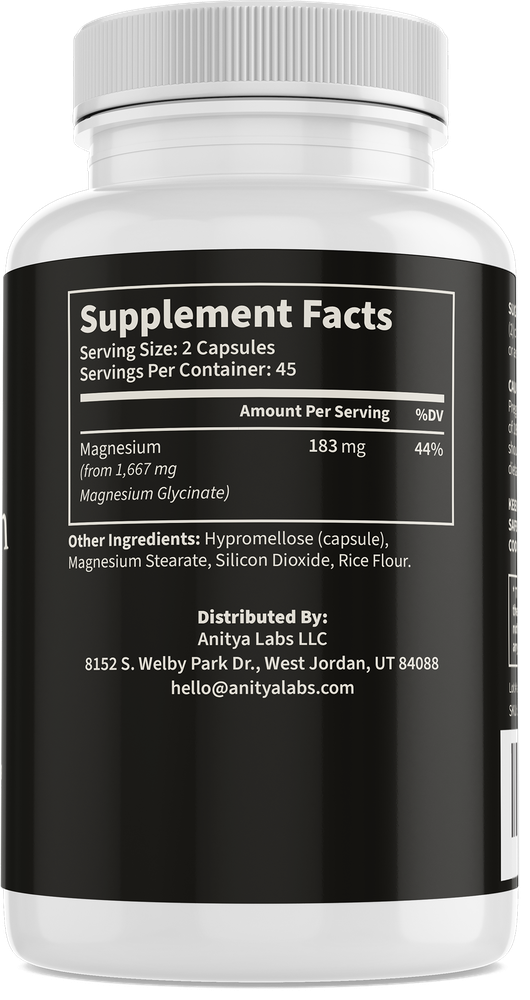 Supplement Facts
Serving Size: 2 Capsules
Servings Per Container: 45
Amount Per Serving %DV
Magnesium 183 mg 44%
(from 1,667 mg
Magnesium Glycinate)
Other Ingredients: Hypromellose (capsule),
Magnesium Stearate, Silicon Dioxide, Rice Flour.
Distributed By:
Anitya Labs LLC
8152 S. Welby Park Dr., West Jordan, UT 84088
hello@anityalabs.com